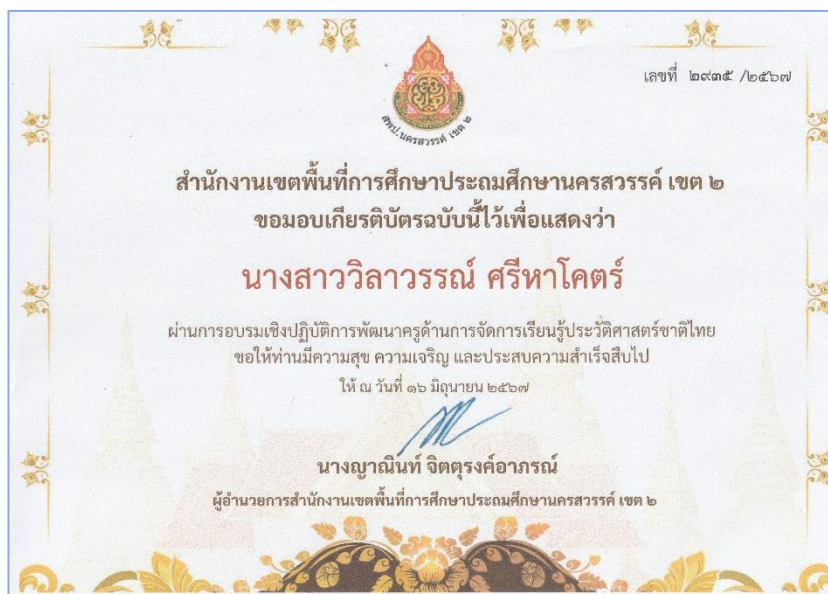 เลขที่ ๒๙๓๕ /๒๕๖๗
สพป.นครสวรรค์ เขต ๒
สำนักงานเขตพื้นที่การศึกษาประถมศึกษานครสวรรค์ เขต ๒
ขอมอบเกียรติบัตรฉบับนี้ไว้เพื่อแสดงว่า
นางสาววิลาวรรณ์ ศรีหาโคตร์
ผ่านการอบรมเชิงปฏิบัติการพัฒนาครูด้านการจัดการเรียนรู้ประวัติศาสตร์ชาติไทย
ขอให้ท่านมีความสุข ความเจริญ และประสบความสำเร็จสืบไป
ให้ ณ วันที่ ๑๖ มิถุนายน ๒๕๖๗
นางญาณินท์ จิตตุรงค์อาภรณ์
ผู้อำนวยการสำนักงานเขตพื้นที่การศึกษาประถมศึกษานครสวรรค์ เขต ๒